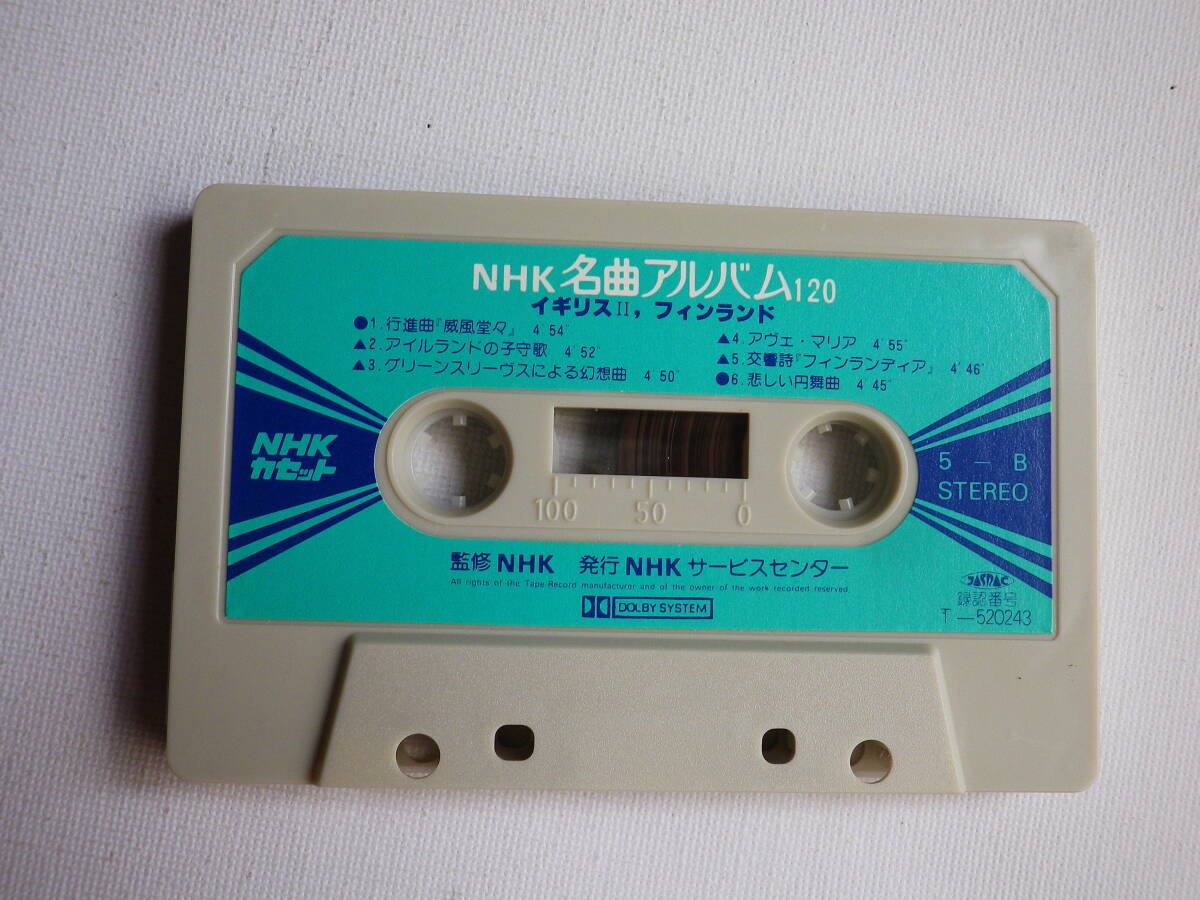 NHK 名曲アルバム120
イギリスⅡ，フィンランド
●1. 行進曲『威風堂々』 4′54″
▲2. アイルランドの子守歌 4′52″
▲3. グリーンスリーヴスによる幻想曲 4′50″
▲4. アヴェ・マリア 4′55″
▲5. 交響詩『フィンランディア』 4′46″
●6. 悲しい円舞曲 4′45″
NHK
カセット
5 — B
STEREO
100 50 0
監修 NHK 発行 NHK サービスセンター
All rights of the Tape Record manufacturer and of the owner of the work recorded reserved.
DOLBY SYSTEM
JASRAC
録認番号
T—520243